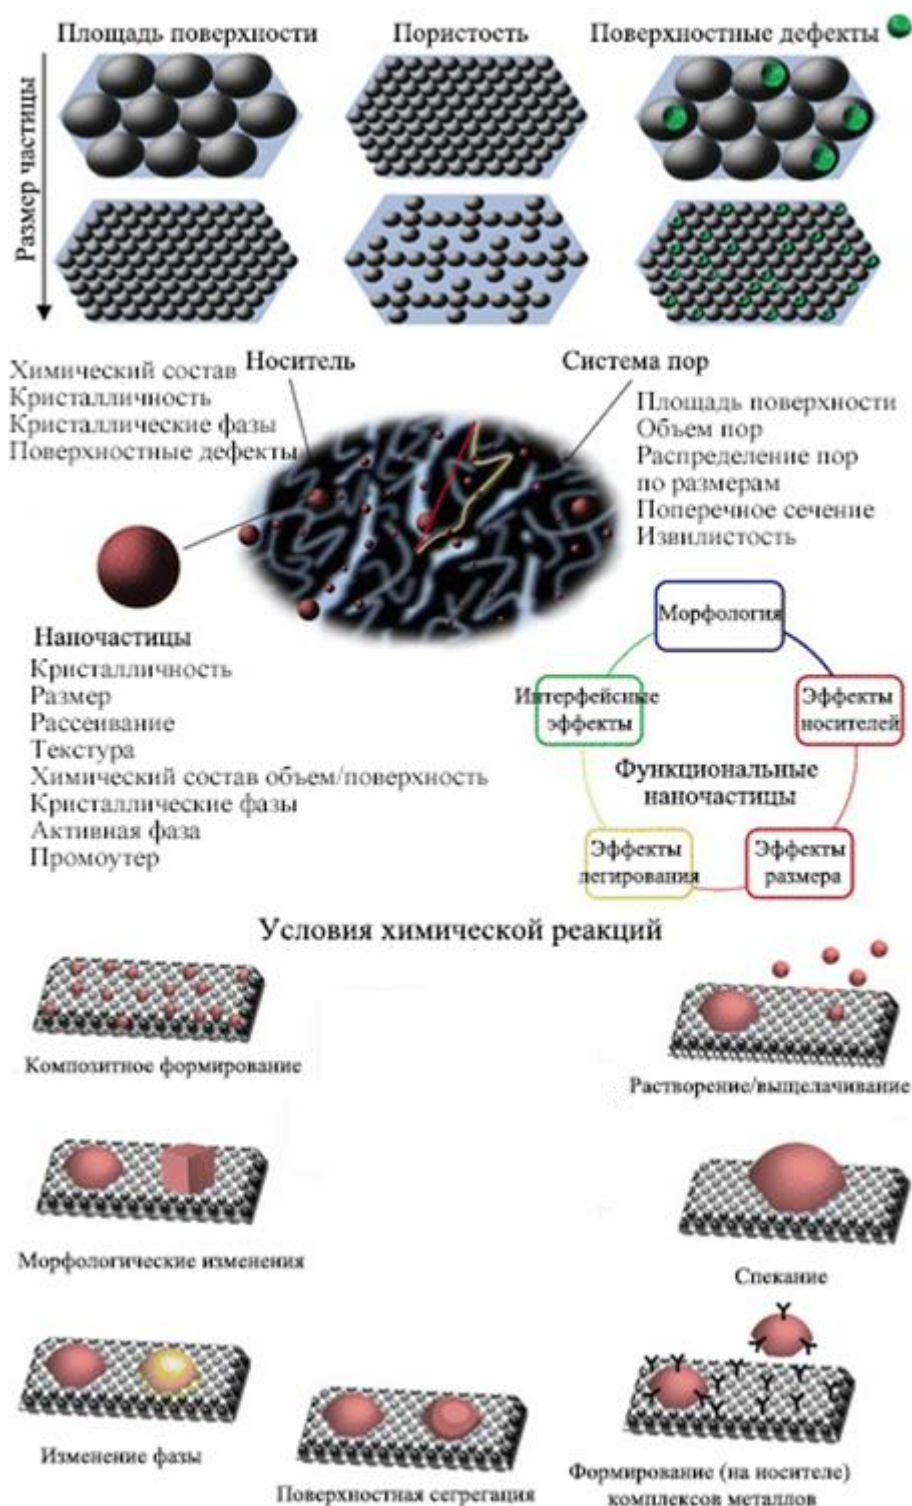 Площадь поверхности
Пористость
Поверхностные дефекты
Размер частицы
Носитель
Химический состав
Кристалличность
Кристаллические фазы
Поверхностные дефекты
Система пор
Площадь поверхности
Объем пор
Распределение пор
по размерам
Поперечное сечение
Извилистость
Наночастицы
Кристалличность
Размер
Рассеивание
Текстура
Химический состав объем/поверхность
Кристаллические фазы
Активная фаза
Промоутер
Морфология
Интерфейсные
эффекты
Эффекты
носителей
Функциональные
наночастицы
Эффекты
легирования
Эффекты
размера
Условия химической реакций
Композитное формирование
Растворение/выщелачивание
Морфологические изменения
Спекание
Изменение фазы
Поверхностная сегрегация
Формирование (на носителе)
комплексов металлов